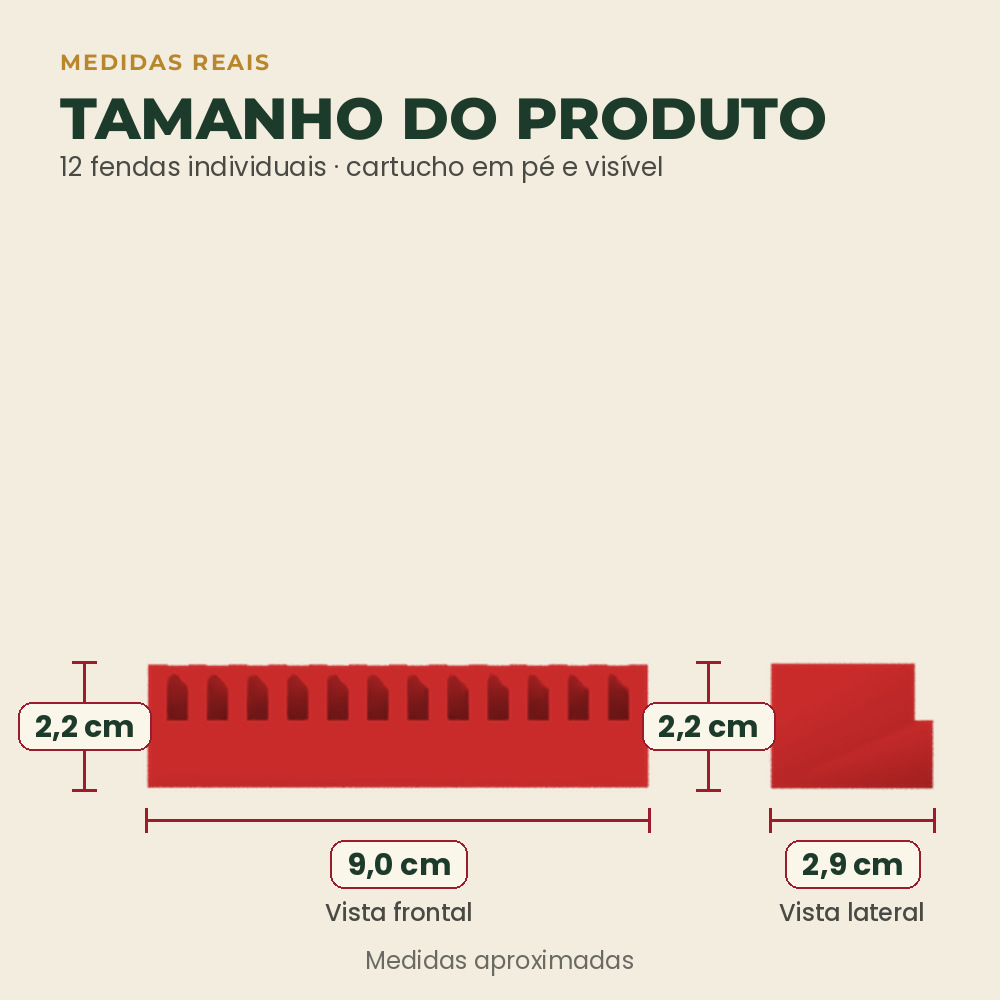 MEDIDAS REAIS
TAMANHO DO PRODUTO
12 fendas individuais · cartucho em pé e visível
2,2 cm
2,2 cm
9,0 cm
2,9 cm
Vista frontal
Vista lateral
Medidas aproximadas